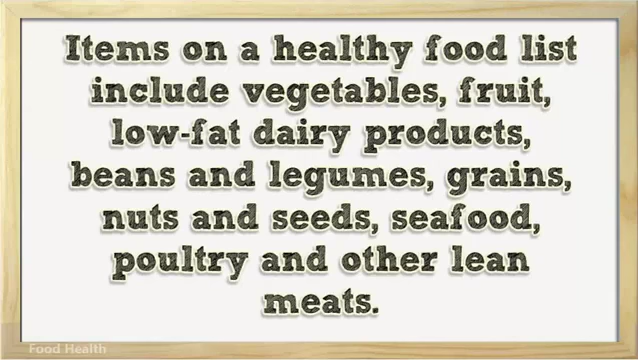 Items on a healthy food list
include vegetables, fruit,
low-fat dairy products,
beans and legumes, grains,
nuts and seeds, seafood,
poultry and other lean
meats.
Food Health